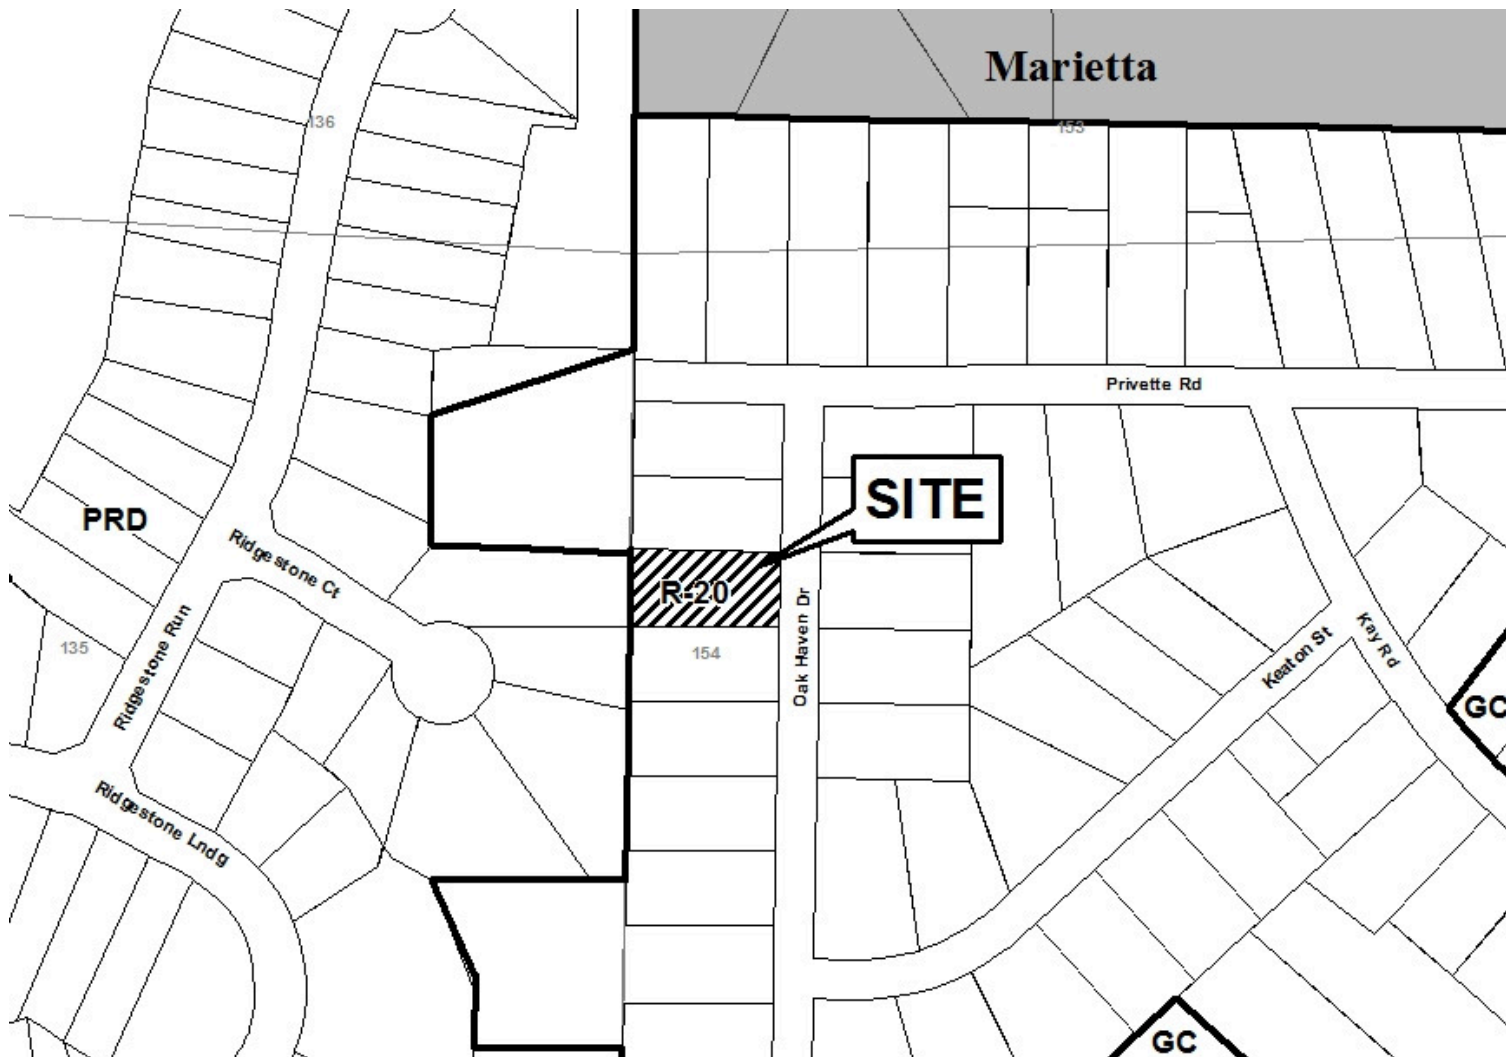 Marietta
136
153
Privette Rd
SITE
PRD
Ridgestone Ct
R-20
Oak Haven Dr
Ridgestone Run
135
154
Keaton St
Kay Rd
GC
Ridgestone Lndg
GC